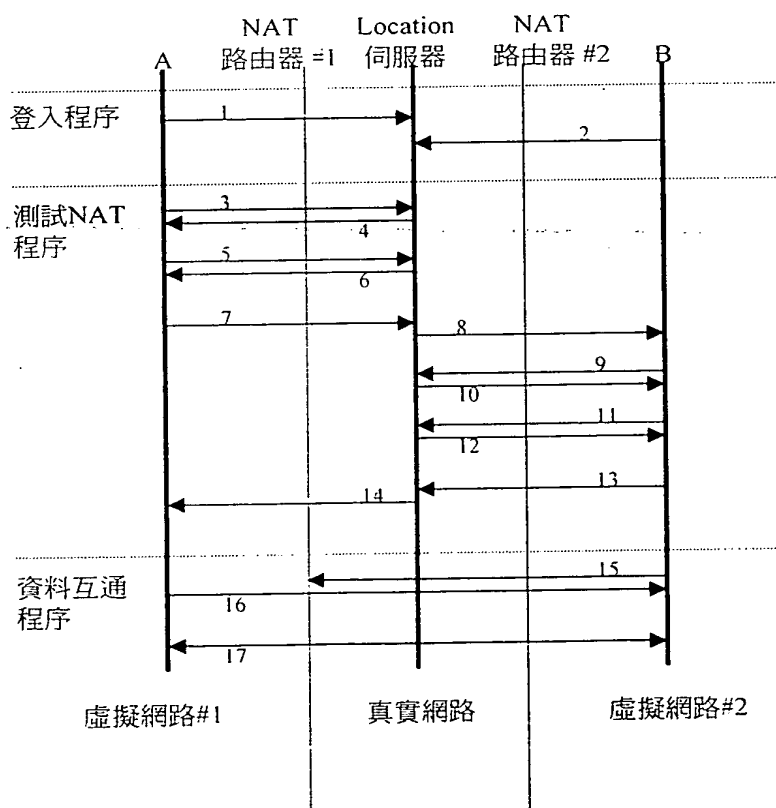 NAT
路由器 =1
Location
伺服器
NAT
路由器 #2
A
B
登入程序
1
2
測試NAT
程序
3
4
5
6
7
8
9
10
11
12
13
14
資料互通
程序
15
16
17
虛擬網路#1
真實網路
虛擬網路#2